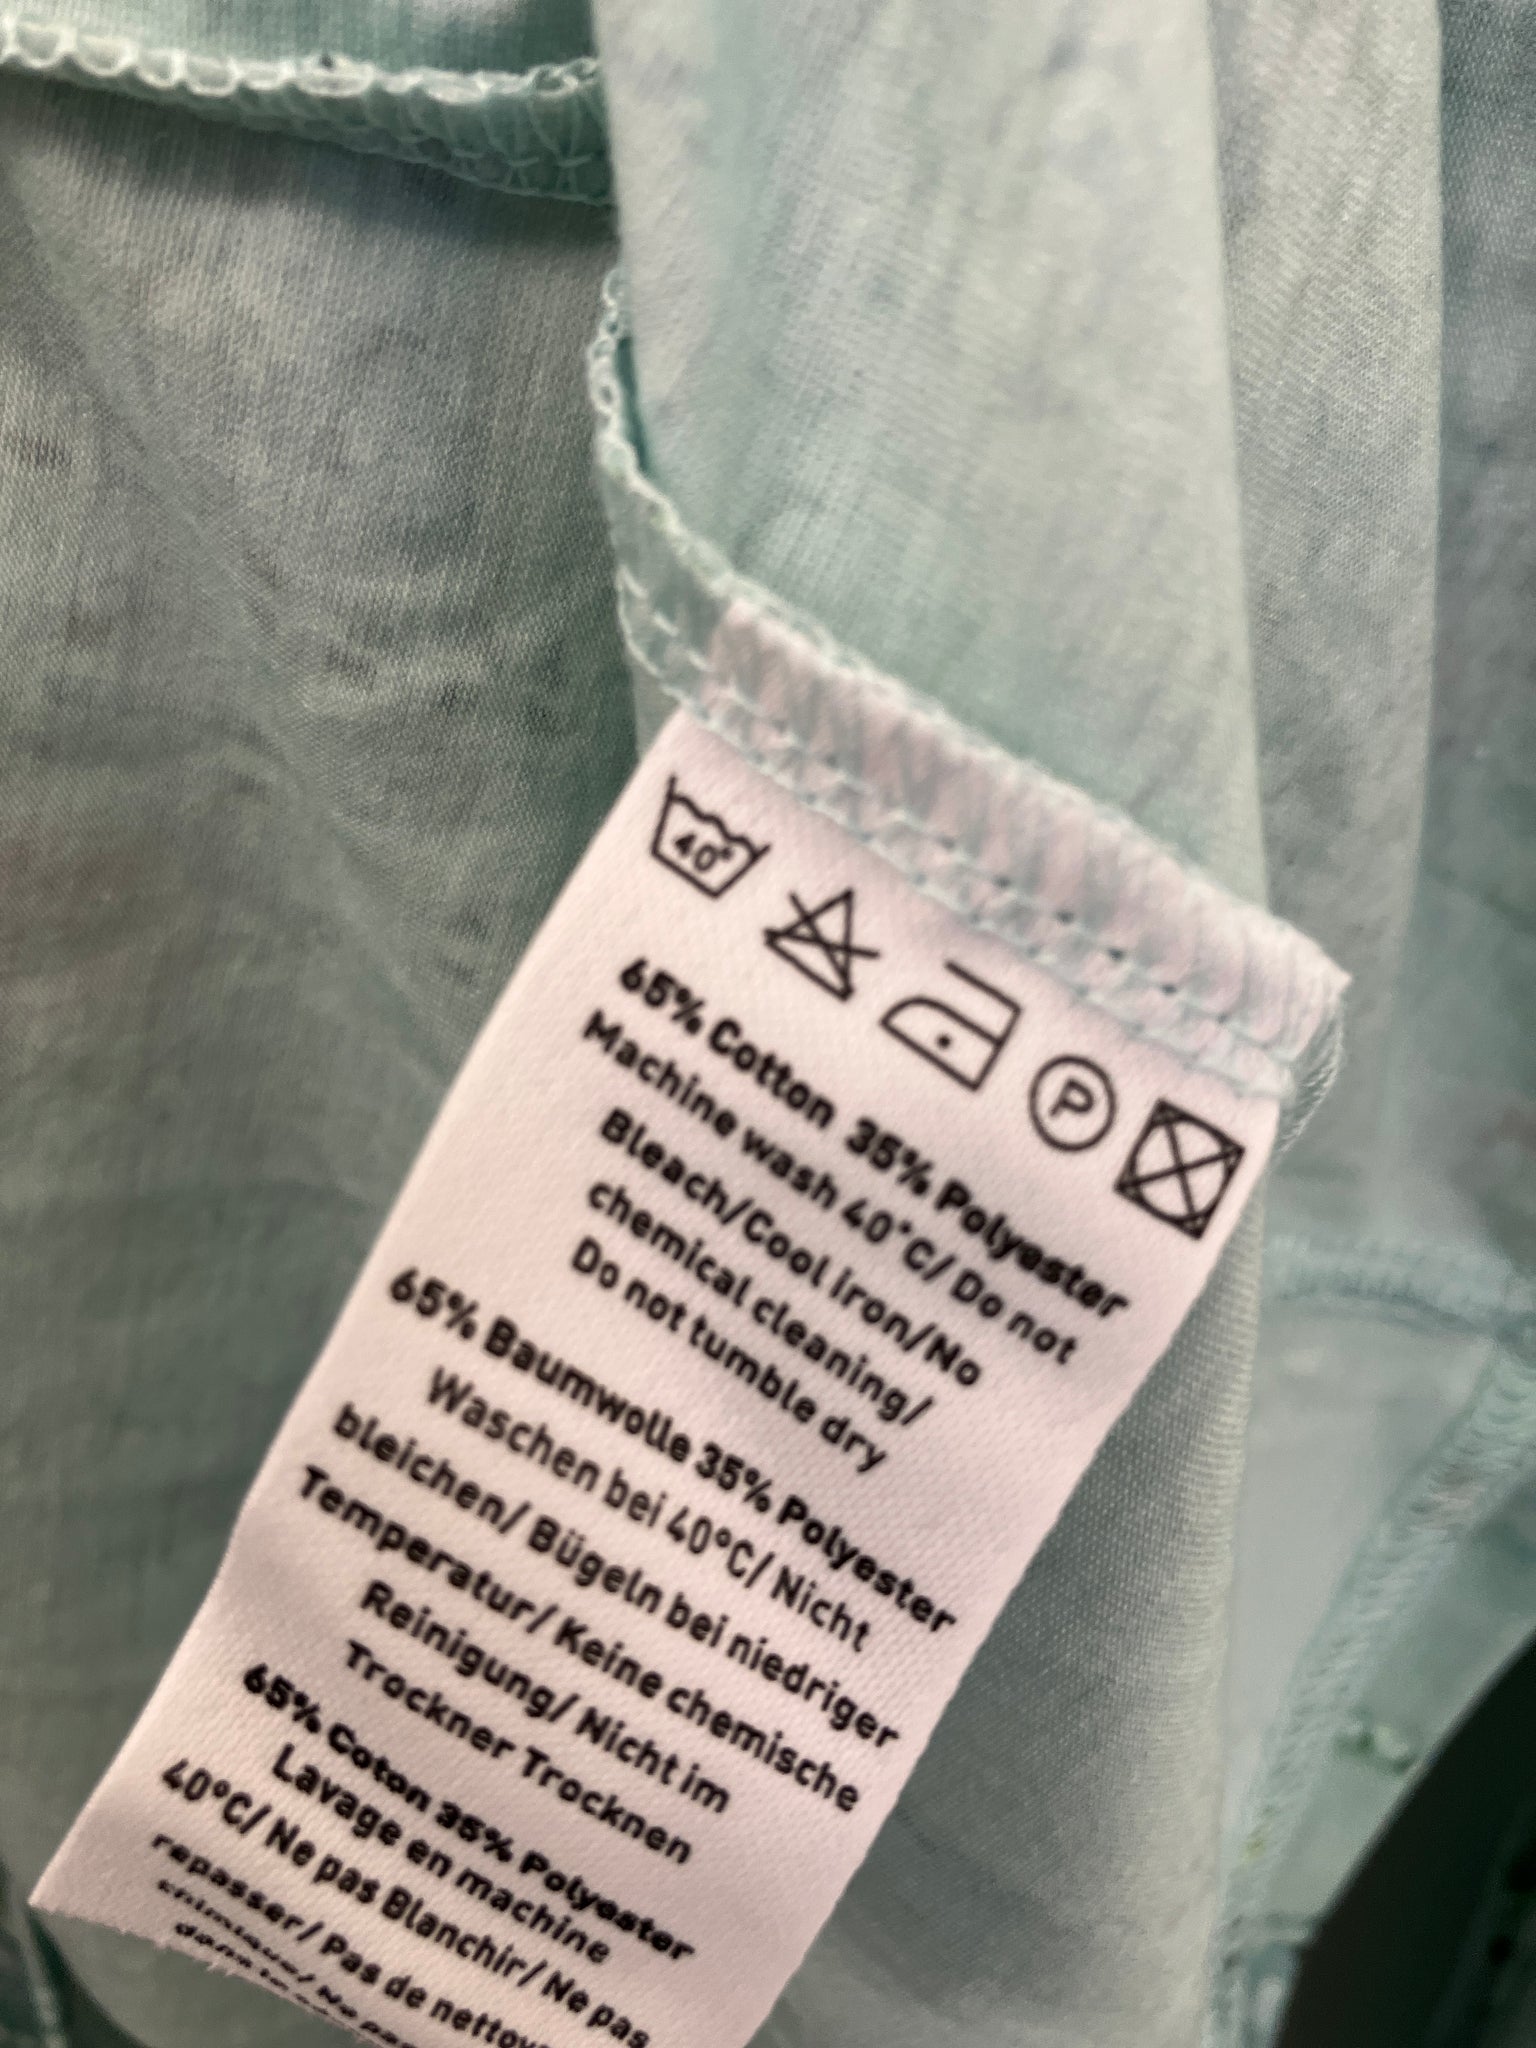 40°
P
65% Cotton 35% Polyester
Machine wash 40°C/ Do not
Bleach/Cool iron/No
chemical cleaning/
Do not tumble dry
65% Baumwolle 35% Polyester
Waschen bei 40°C/ Nicht
bleichen/ Bügeln bei niedriger
Temperatur/ Keine chemische
Reinigung/ Nicht im
Trockner Trocknen
65% Coton 35% Polyester
Lavage en machine
40°C/ Ne pas Blanchir/ Ne pas
repasser/ Pas de